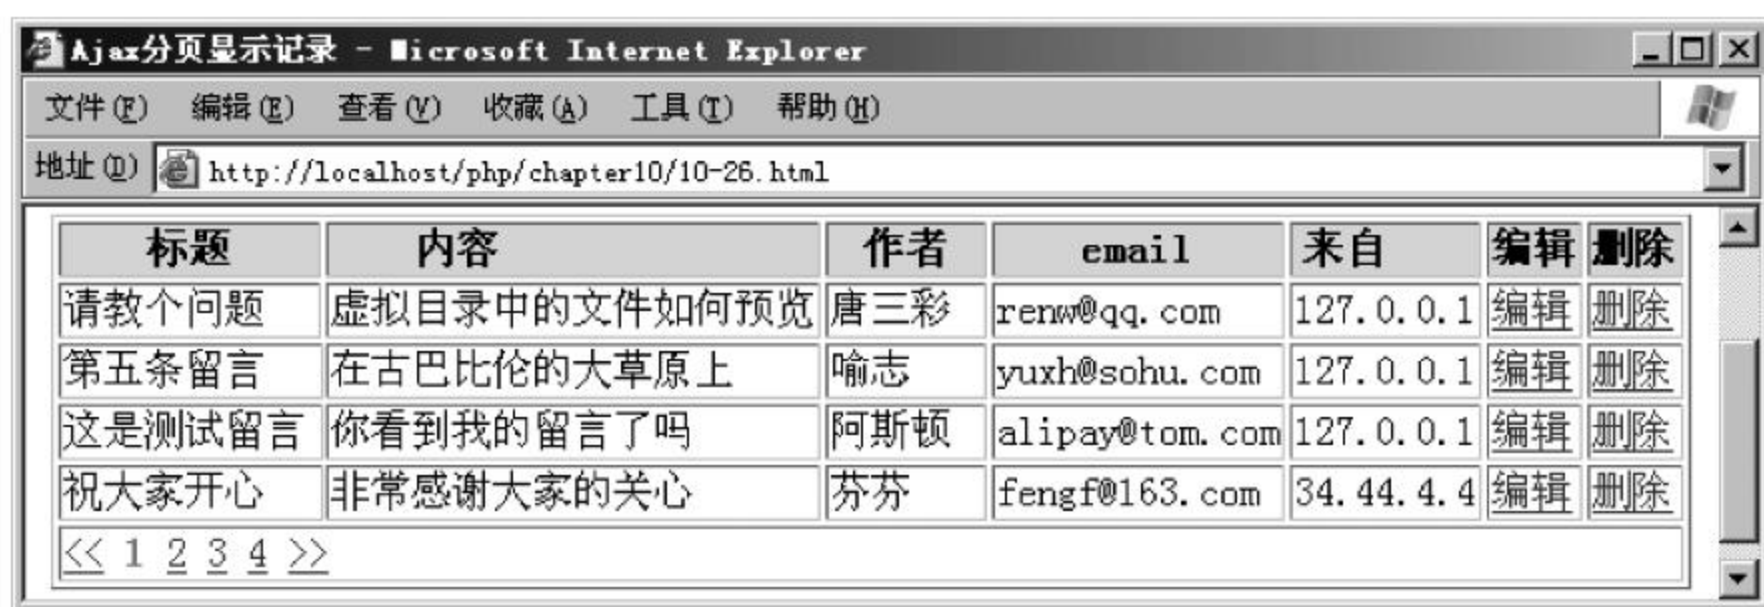 Ajax分页显示记录 - Microsoft Internet Explorer
文件(F) 编辑(E) 查看(V) 收藏(A) 工具(T) 帮助(H)
地址(D) http://localhost/php/chapter10/10-26.html
标题 内容 作者 email 来自 编辑 删除
请教个问题 虚拟目录中的文件如何预览 唐三彩 renw@qq.com 127.0.0.1 编辑 删除
第五条留言 在古巴比伦的大草原上 喻志 yuxh@sohu.com 127.0.0.1 编辑 删除
这是测试留言 你看到我的留言了吗 阿斯顿 alipay@tom.com 127.0.0.1 编辑 删除
祝大家开心 非常感谢大家的关心 芬芬 fengf@163.com 34.44.4.4 编辑 删除
<< 1 2 3 4 >>